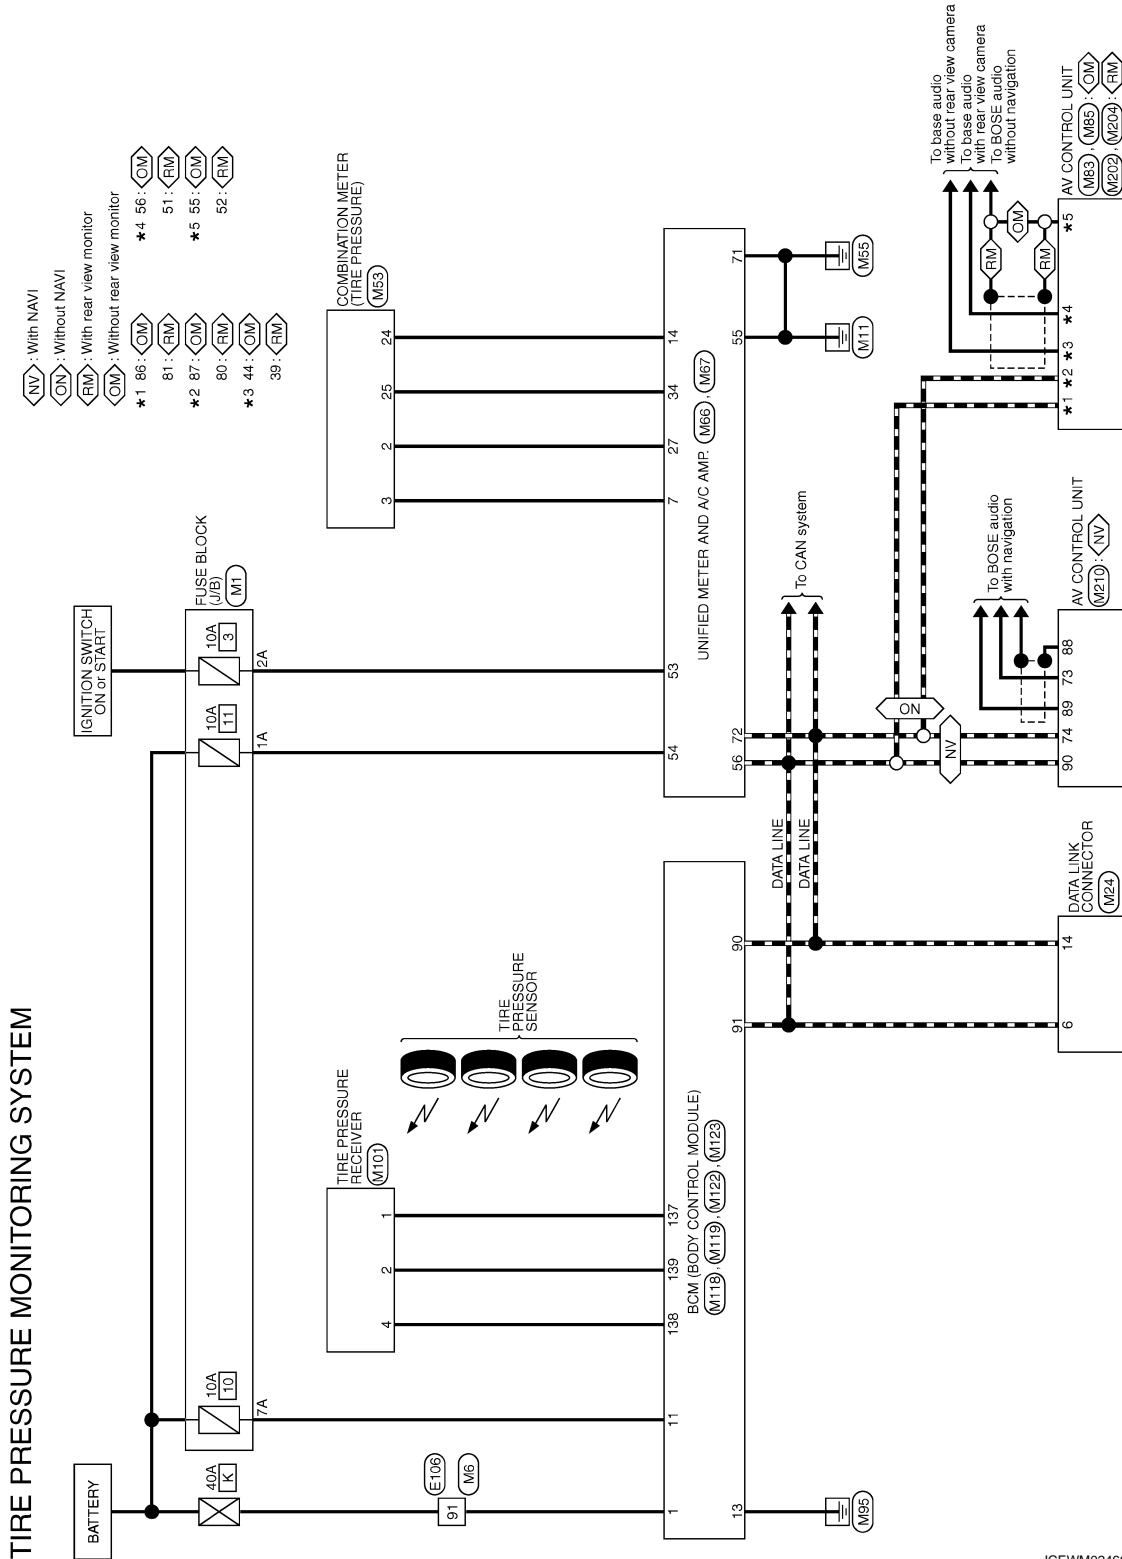 TIRE PRESSURE MONITORING SYSTEM
BATTERY
IGNITION SWITCH
ON or START
NV : With NAVI
ON : Without NAVI
RM : With rear view monitor
OM : Without rear view monitor
*1 86 : OM
81 : RM
*2 87 : OM
80 : RM
*3 44 : OM
39 : RM
*4 56 : OM
51 : RM
*5 55 : OM
52 : RM
40A
K
10A
10
10A
11
10A
3
FUSE BLOCK
(J/B)
M1
7A
1A
2A
91
E106
M6
TIRE PRESSURE
RECEIVER
M101
4
2
1
TIRE
PRESSURE
SENSOR
COMBINATION METER
(TIRE PRESSURE)
M53
3
2
25
24
1
11
138
139
137
BCM (BODY CONTROL MODULE)
M118 , M119 , M122 , M123
13
91
90
M95
54
53
7
27
34
14
UNIFIED METER AND A/C AMP. M66 , M67
56
72
55
71
M11
M55
DATA LINE
DATA LINE
To CAN system
ON
NV
To BOSE audio
with navigation
To base audio
without rear view camera
To base audio
with rear view camera
To BOSE audio
without navigation
RM
OM
RM
DATA LINK
CONNECTOR
M24
6
14
AV CONTROL UNIT
M210 : NV
90
74
89
73
88
AV CONTROL UNIT
M83 , M85 : OM
M202 , M204 : RM
*1
*2
*3
*4
*5